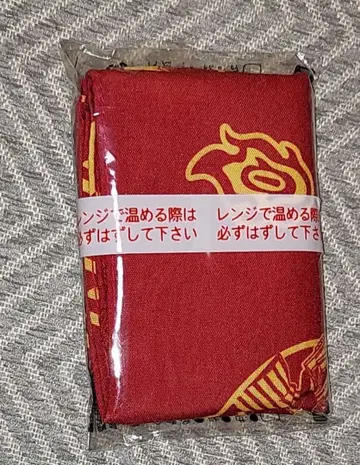 レンジで温める際は
必ずはずして下さい
レンジで温める際
必ずはずして下さい